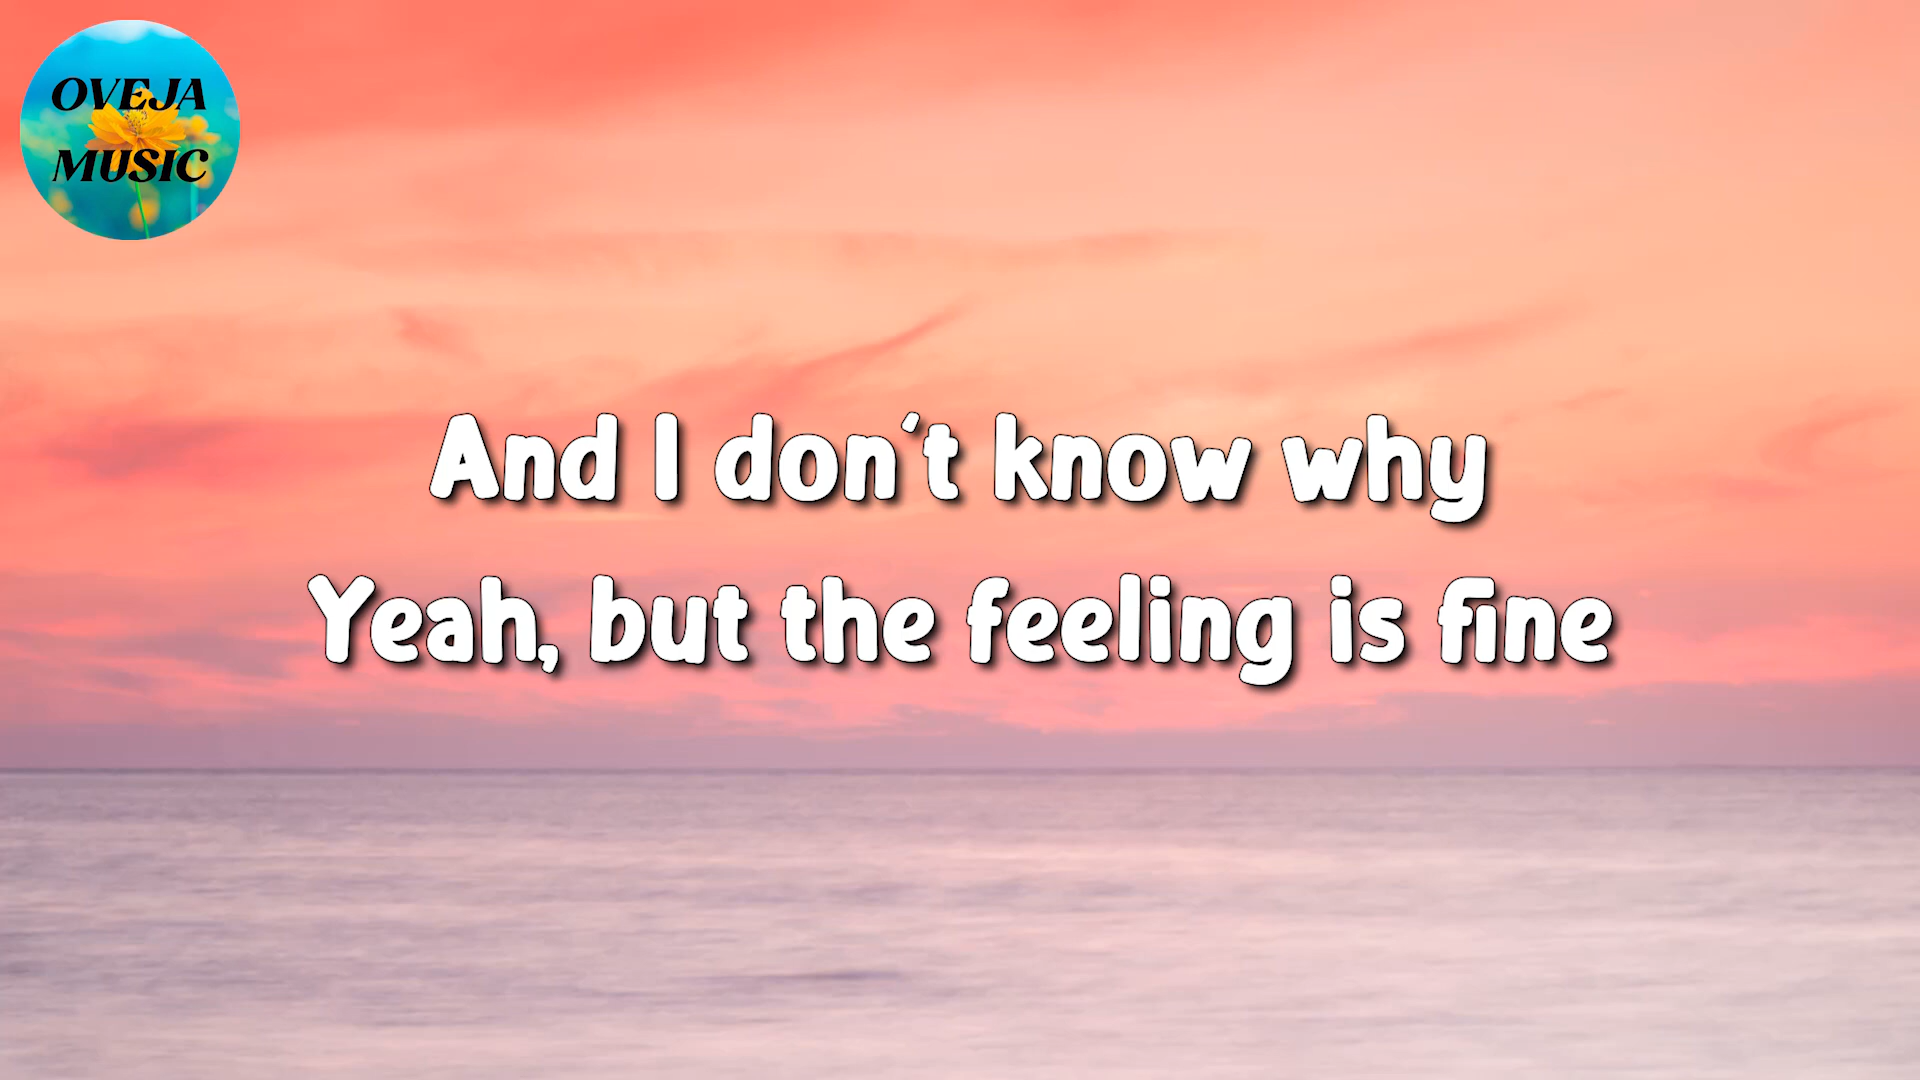 OVEJA
MUSIC
And I don't know why
Yeah, but the feeling is fine